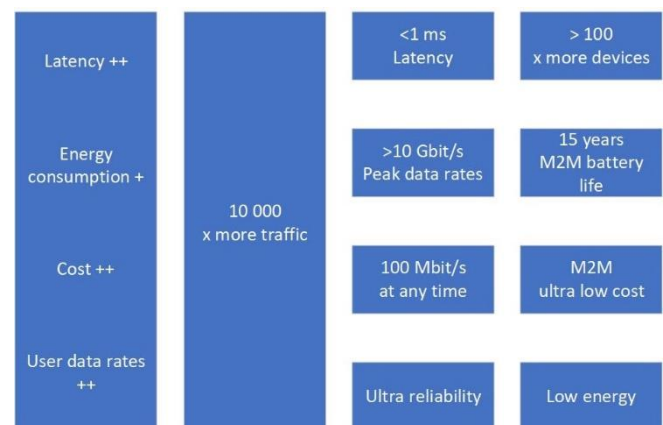 Latency ++
Energy
consumption +
Cost ++
User data rates
++
10 000
x more traffic
<1 ms
Latency
> 100
x more devices
>10 Gbit/s
Peak data rates
15 years
M2M battery
life
100 Mbit/s
at any time
M2M
ultra low cost
Ultra reliability
Low energy